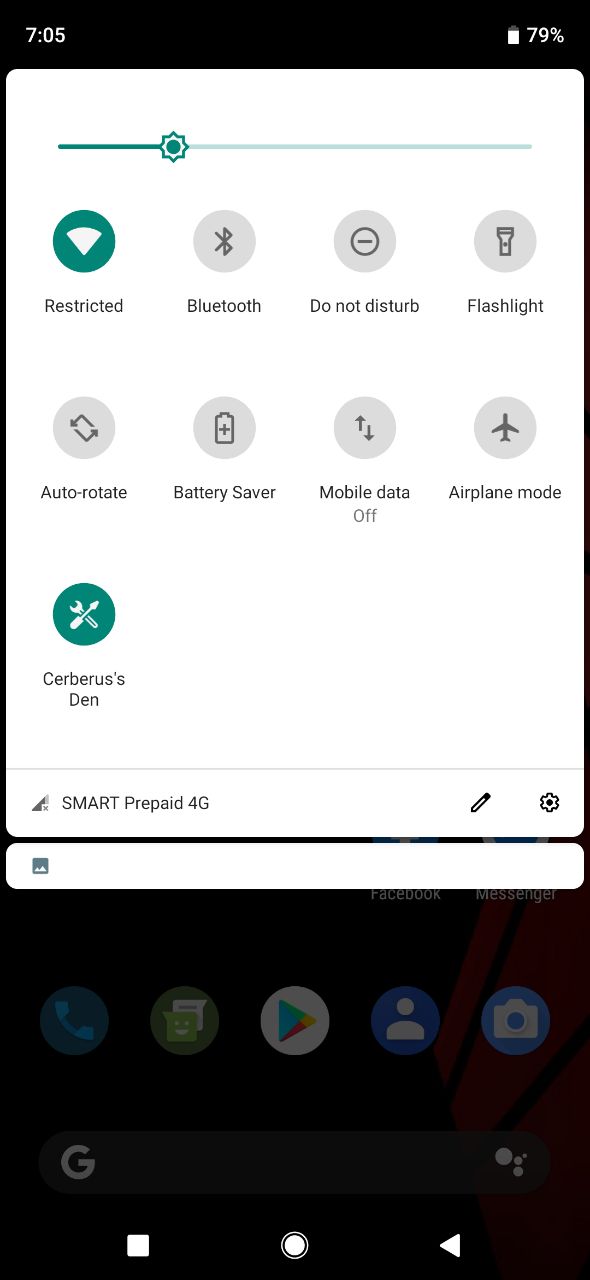 7:05 79%
Restricted Bluetooth Do not disturb Flashlight
Auto-rotate Battery Saver Mobile data Airplane mode
Off
Cerberus's
Den
SMART Prepaid 4G
Facebook Messenger
G